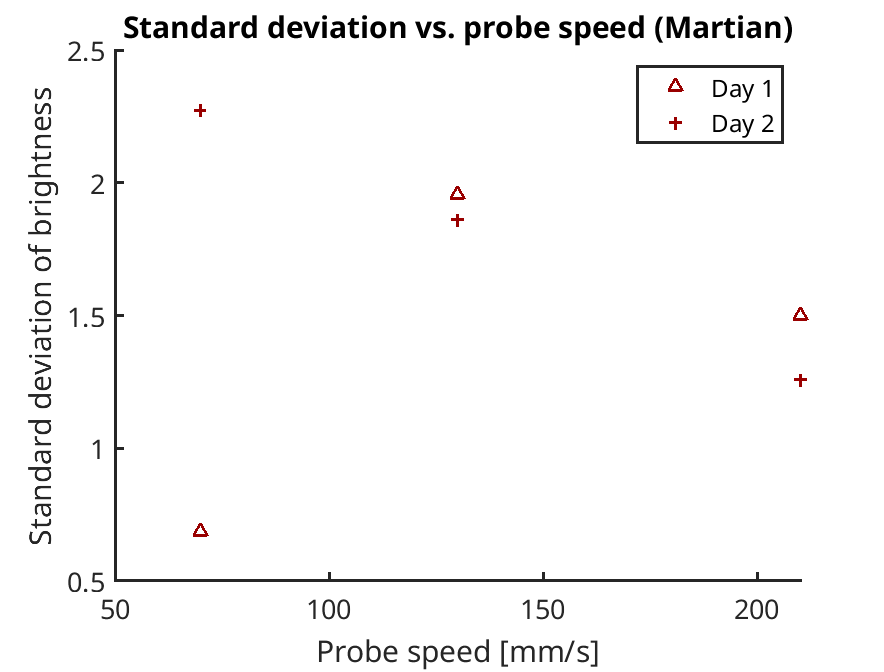 Standard deviation vs. probe speed (Martian)
2.5
2
1.5
1
0.5
50
100
150
200
Standard deviation of brightness
Probe speed [mm/s]
Day 1
Day 2